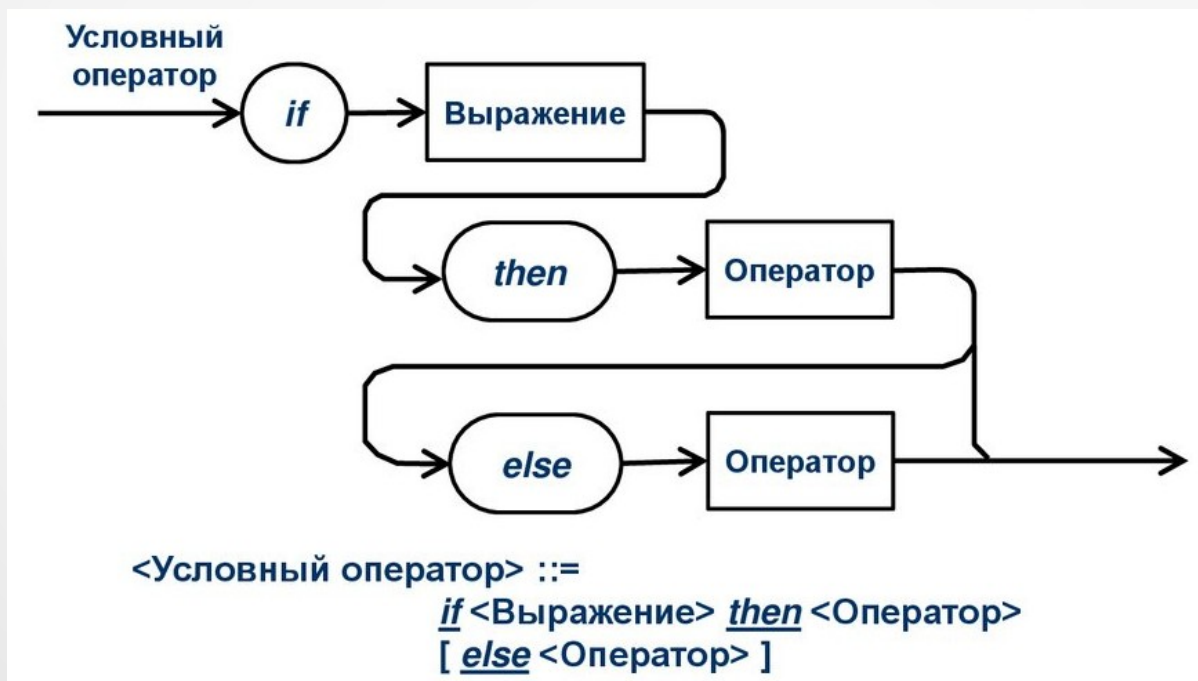 Условный
оператор
if
Выражение
then
Оператор
else
Оператор
<Условный оператор> ::=
if <Выражение> then <Оператор>
[ else <Оператор> ]